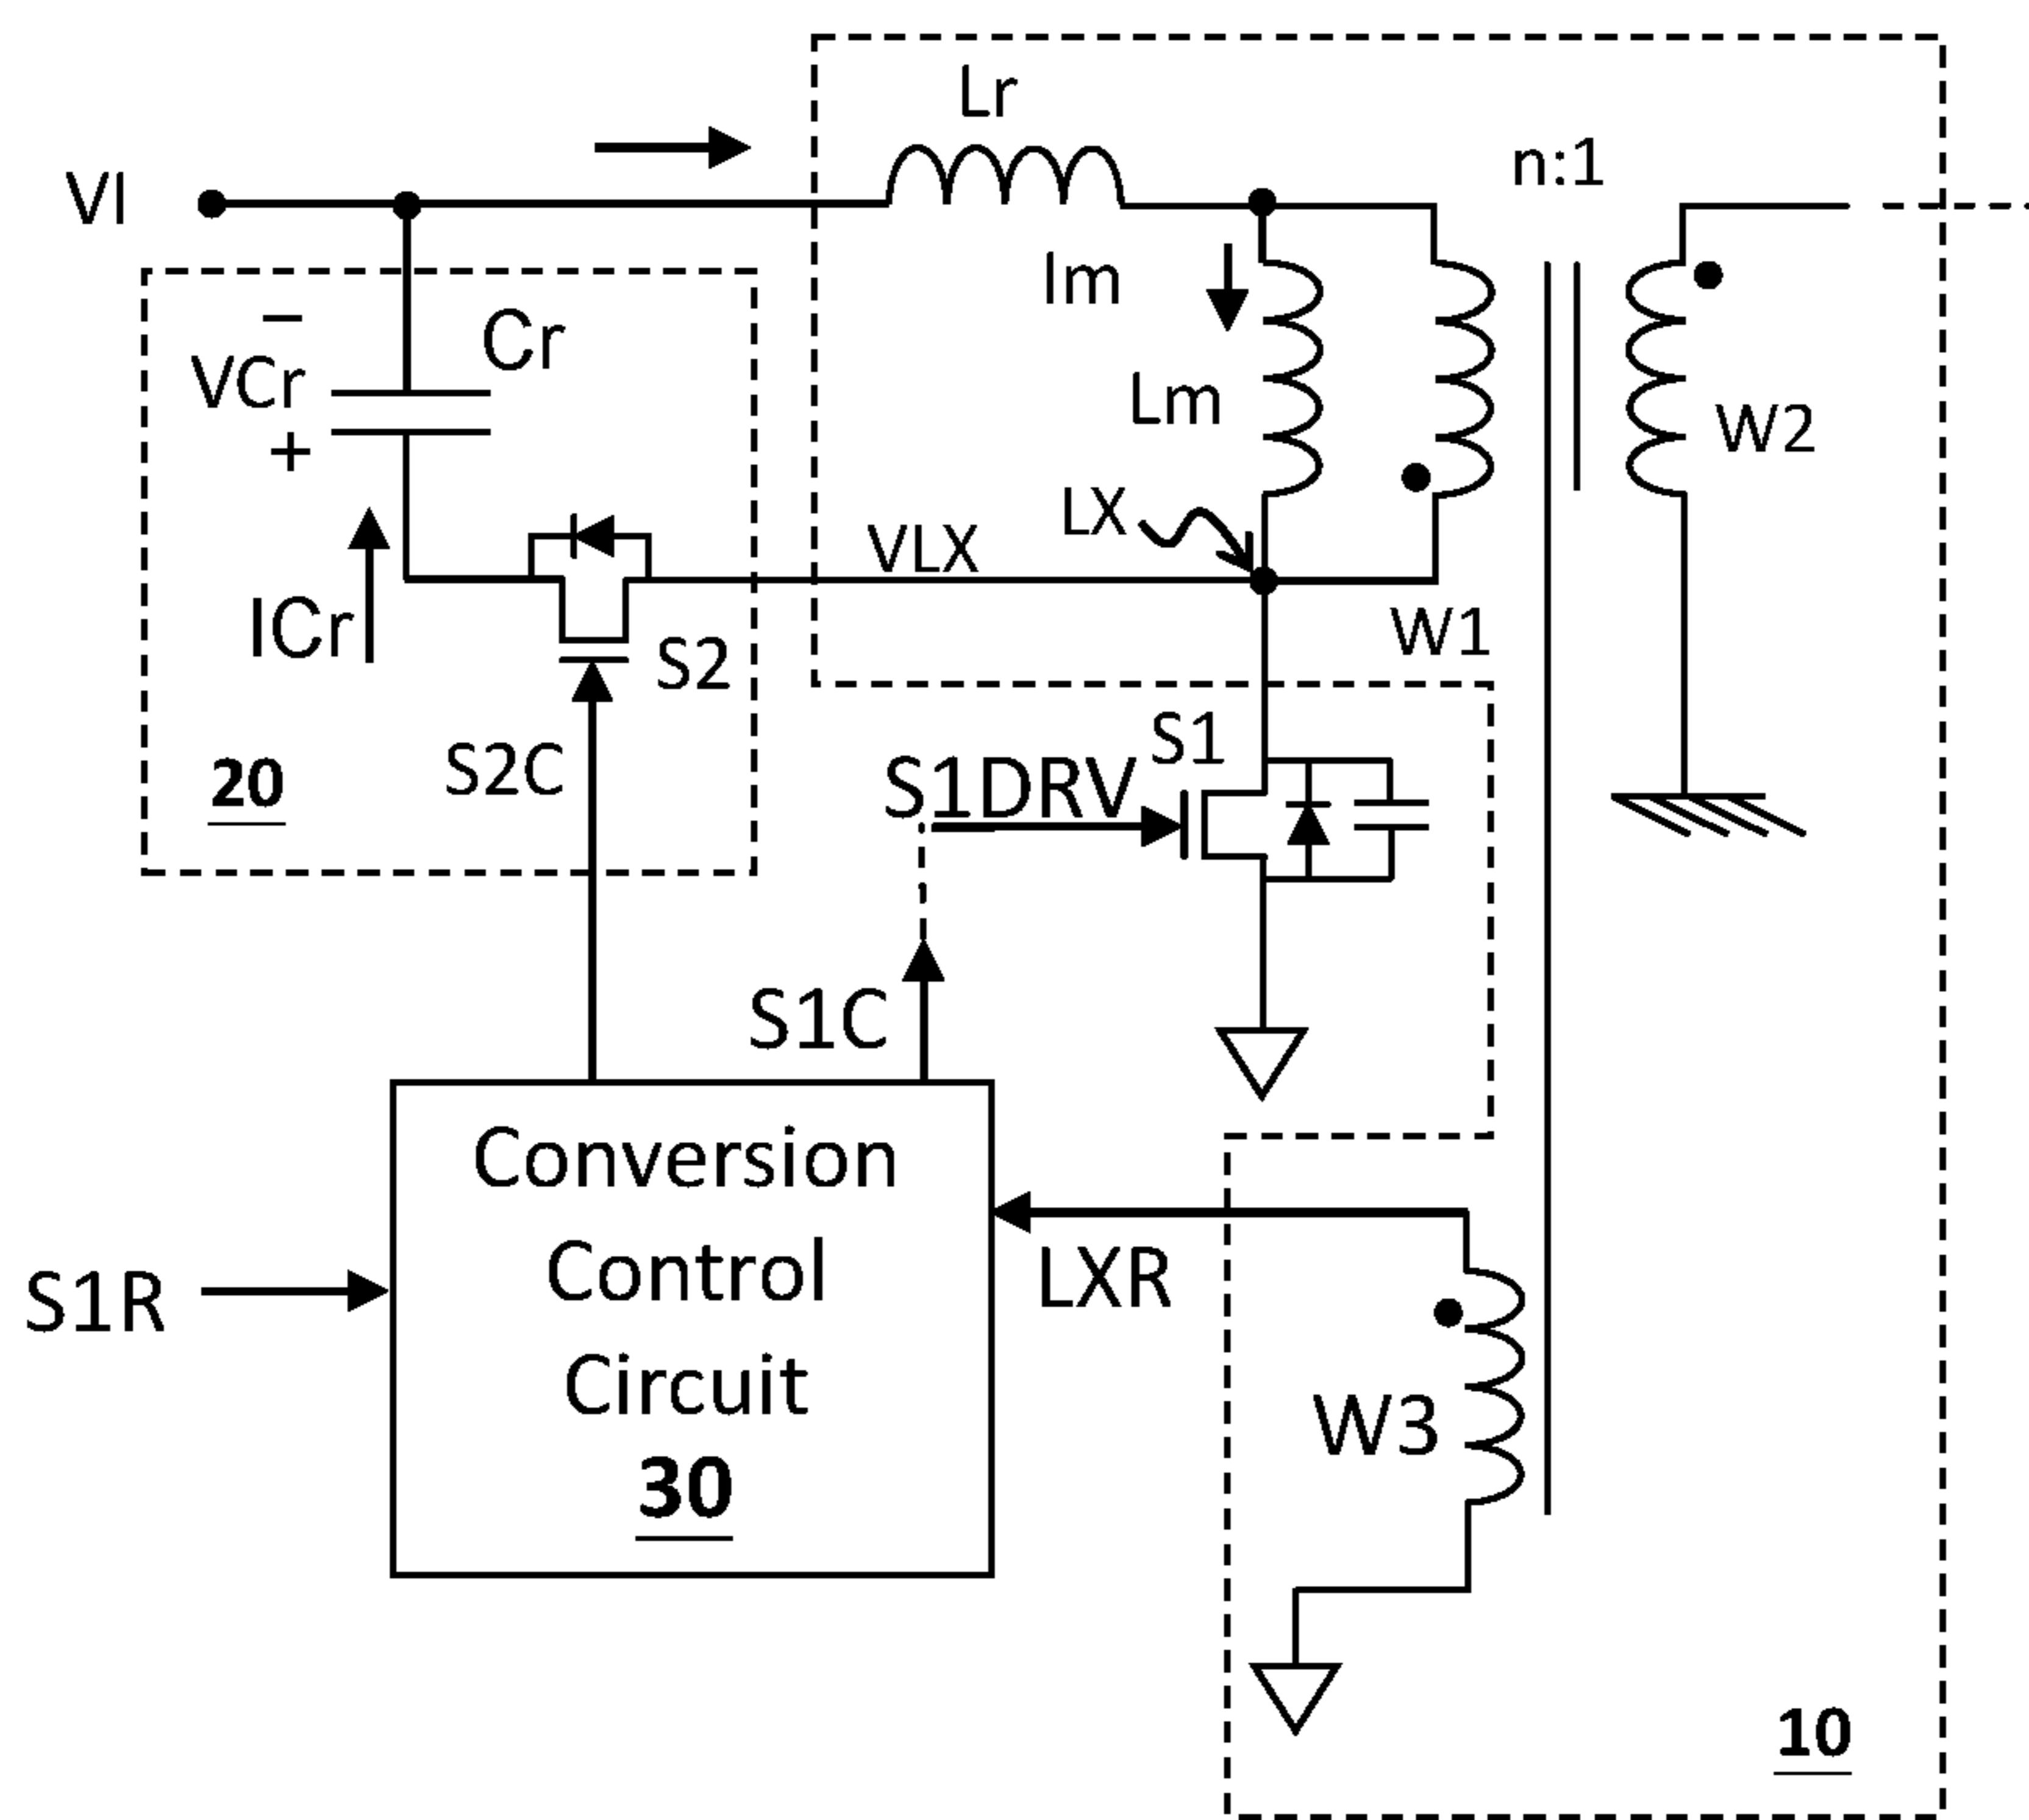 Lr
n:1
VI
Im
− Cr
VCr
+
Lm
W2
LX
VLX
ICr
W1
S2
S1
S2C
S1DRV
20
S1C
Conversion
Control
Circuit
30
LXR
S1R
W3
10